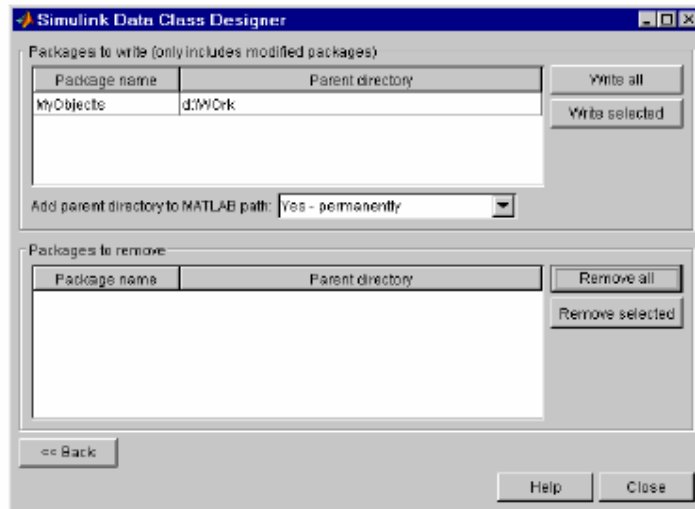 Simulink Data Class Designer
Packages to write (only includes modified packages)
Package name Parent directory Write all
MyObjects d:\WOrk Write selected
Add parent directory to MATLAB path: Yes - permanently
Packages to remove
Package name Parent directory Remove all
Remove selected
<< Back
Help Close